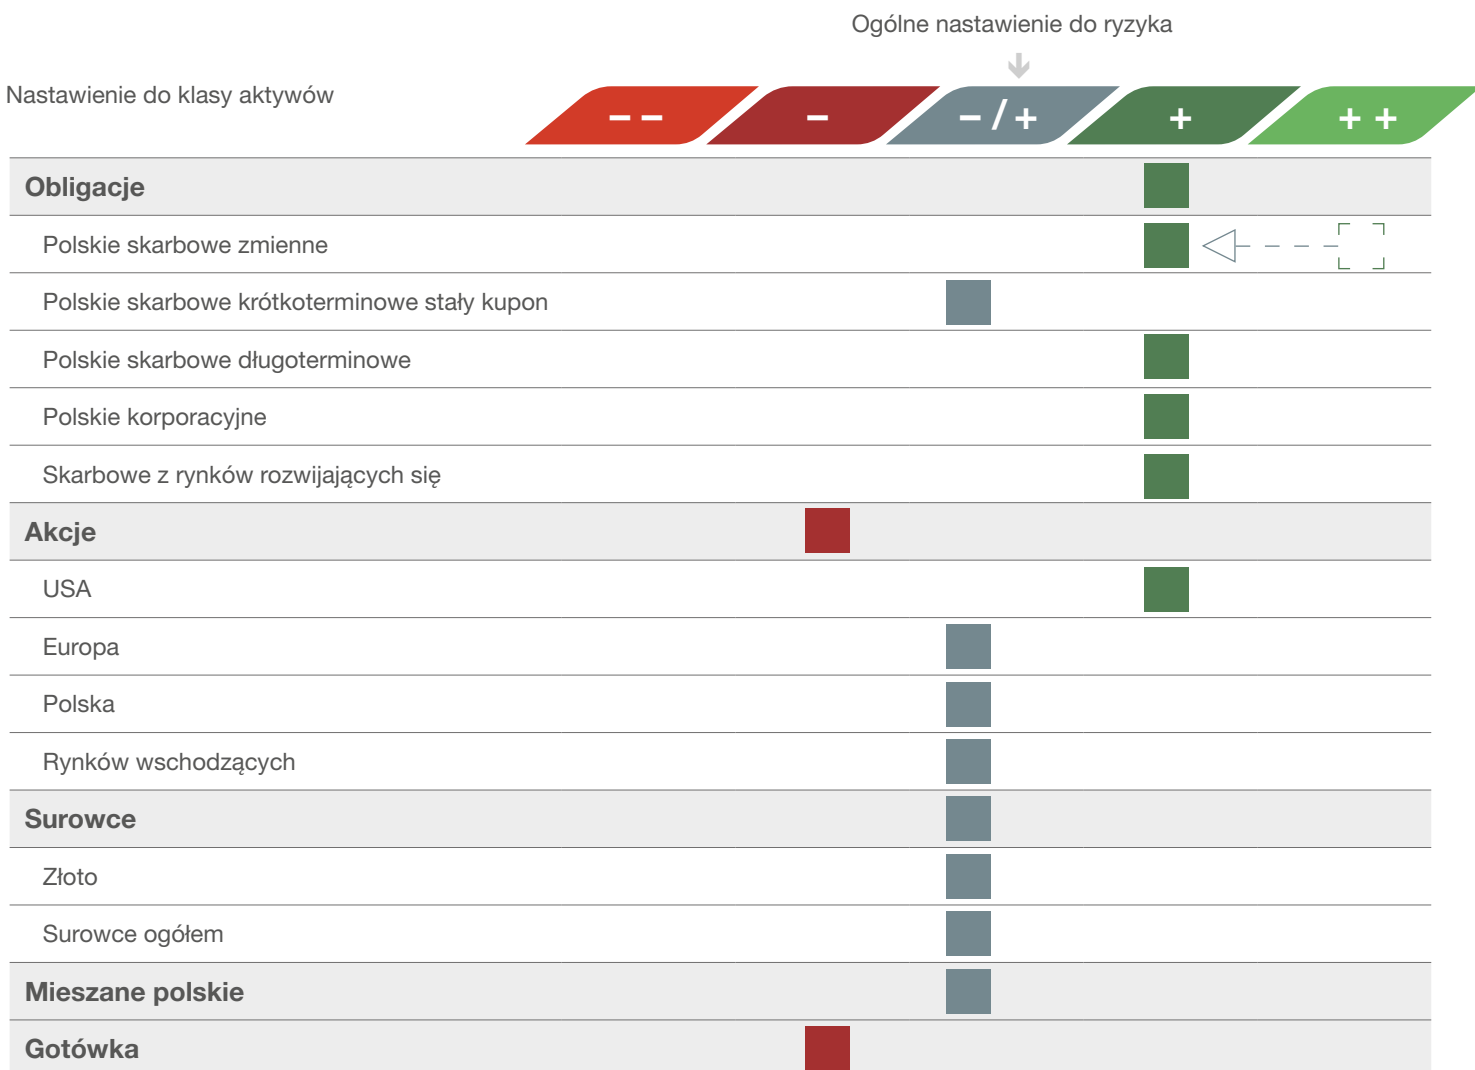 Ogólne nastawienie do ryzyka
Nastawienie do klasy aktywów
– – – – / + + + +
Obligacje
Polskie skarbowe zmienne
Polskie skarbowe krótkoterminowe stały kupon
Polskie skarbowe długoterminowe
Polskie korporacyjne
Skarbowe z rynków rozwijających się
Akcje
USA
Europa
Polska
Rynków wschodzących
Surowce
Złoto
Surowce ogółem
Mieszane polskie
Gotówka